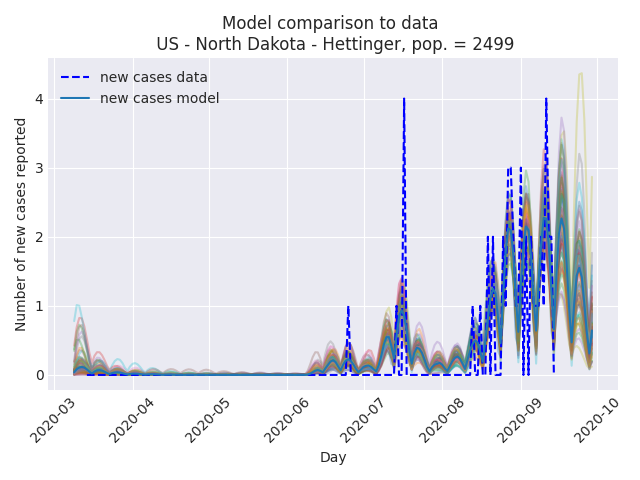 Model comparison to data
US - North Dakota - Hettinger, pop. = 2499
new cases data
new cases model
Number of new cases reported
4
3
2
1
0
2020-03
2020-04
2020-05
2020-06
2020-07
2020-08
2020-09
2020-10
Day